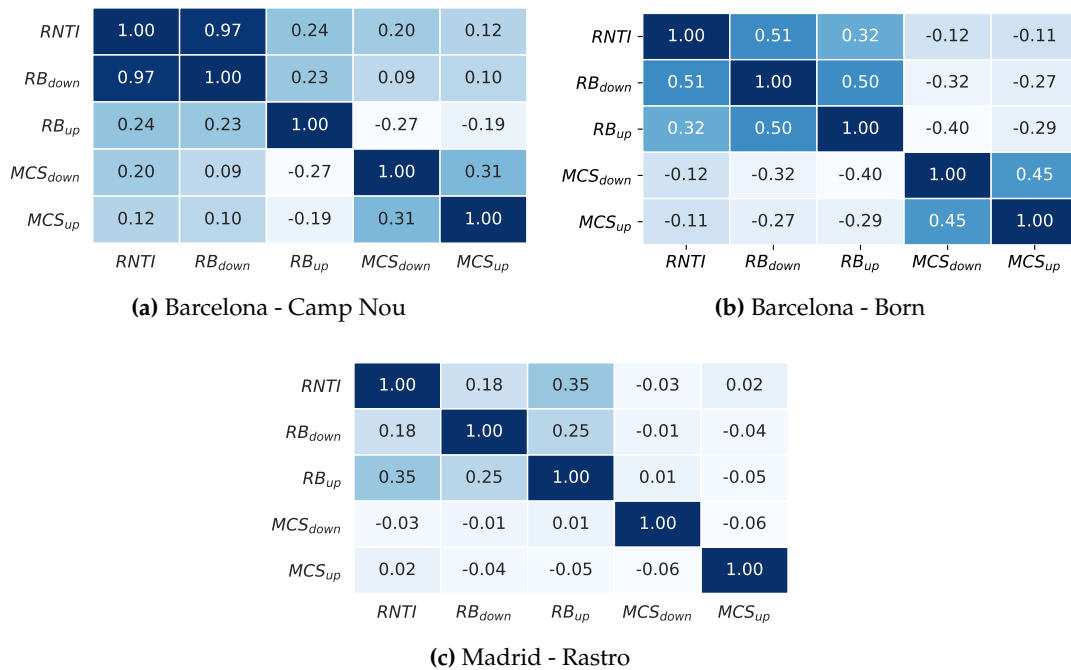 RNTI 1.00 0.97 0.24 0.20 0.12
RB_down 0.97 1.00 0.23 0.09 0.10
RB_up 0.24 0.23 1.00 -0.27 -0.19
MCS_down 0.20 0.09 -0.27 1.00 0.31
MCS_up 0.12 0.10 -0.19 0.31 1.00
RNTI RB_down RB_up MCS_down MCS_up
(a) Barcelona - Camp Nou
RNTI 1.00 0.51 0.32 -0.12 -0.11
RB_down 0.51 1.00 0.50 -0.32 -0.27
RB_up 0.32 0.50 1.00 -0.40 -0.29
MCS_down -0.12 -0.32 -0.40 1.00 0.45
MCS_up -0.11 -0.27 -0.29 0.45 1.00
RNTI RB_down RB_up MCS_down MCS_up
(b) Barcelona - Born
RNTI 1.00 0.18 0.35 -0.03 0.02
RB_down 0.18 1.00 0.25 -0.01 -0.04
RB_up 0.35 0.25 1.00 0.01 -0.05
MCS_down -0.03 -0.01 0.01 1.00 -0.06
MCS_up 0.02 -0.04 -0.05 -0.06 1.00
RNTI RB_down RB_up MCS_down MCS_up
(c) Madrid - Rastro